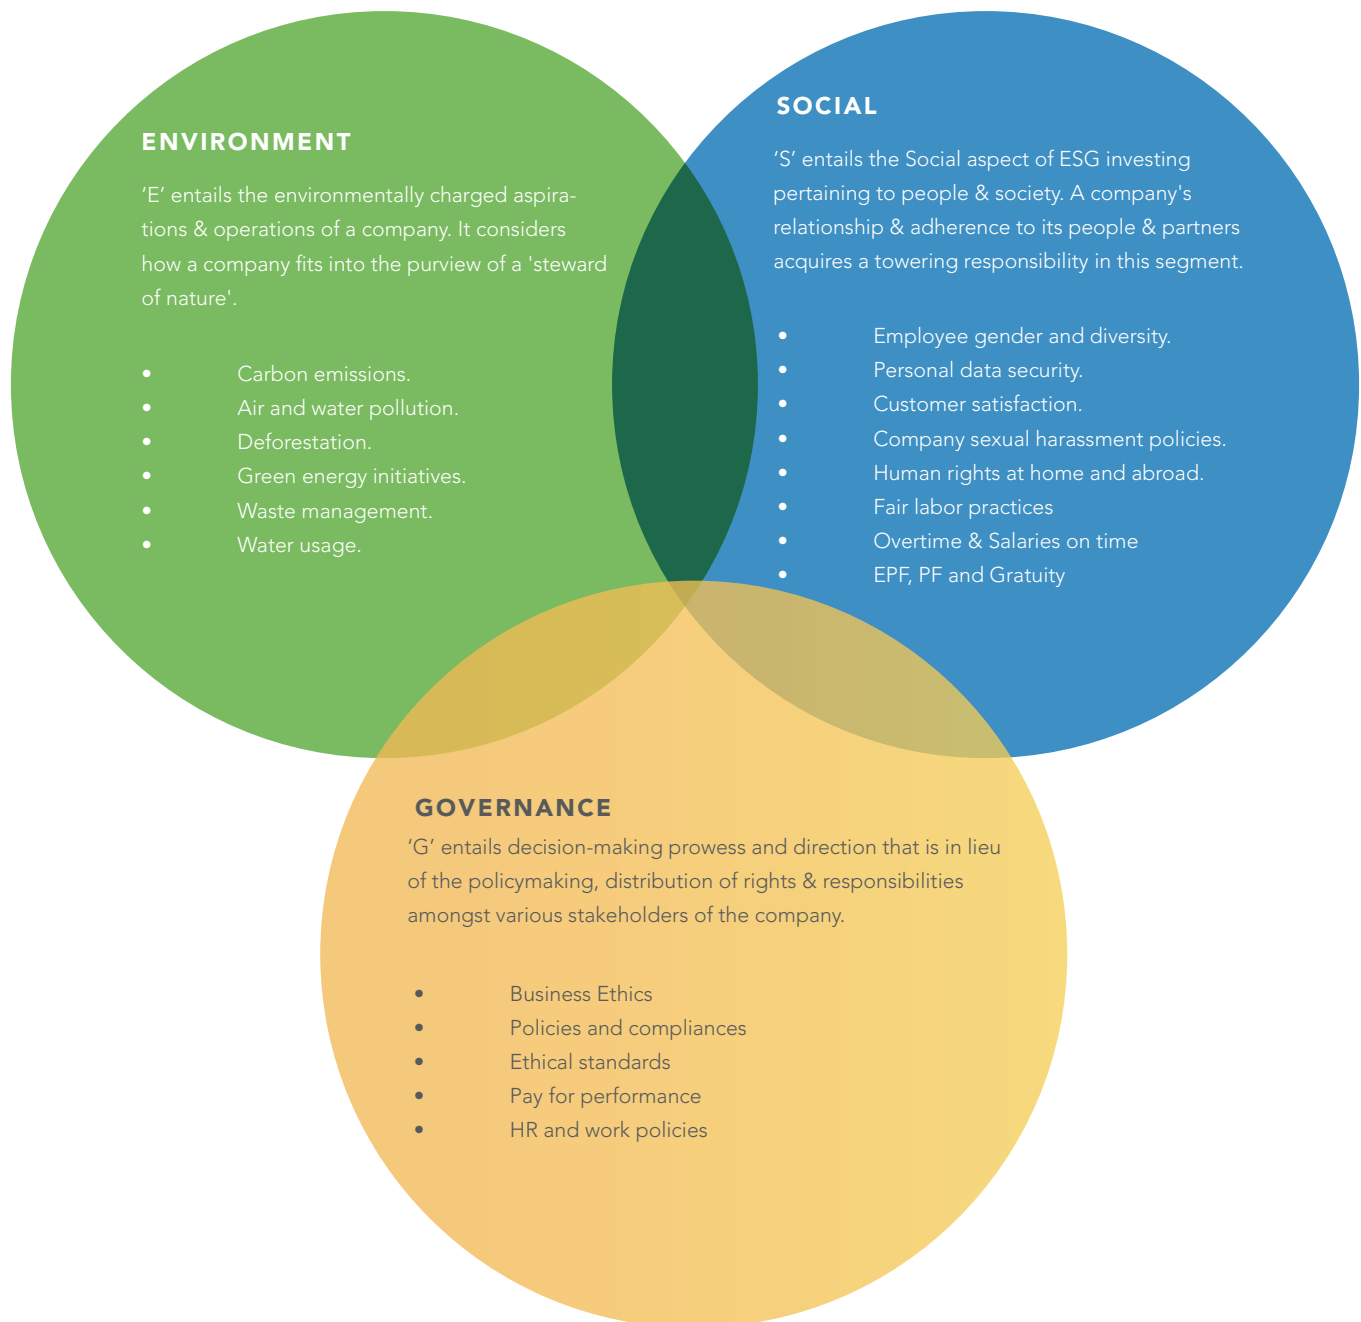 ENVIRONMENT
‘E’ entails the environmentally charged aspira-
tions & operations of a company. It considers
how a company fits into the purview of a 'steward
of nature'.
• Carbon emissions.
• Air and water pollution.
• Deforestation.
• Green energy initiatives.
• Waste management.
• Water usage.
SOCIAL
‘S’ entails the Social aspect of ESG investing
pertaining to people & society. A company's
relationship & adherence to its people & partners
acquires a towering responsibility in this segment.
• Employee gender and diversity.
• Personal data security.
• Customer satisfaction.
• Company sexual harassment policies.
• Human rights at home and abroad.
• Fair labor practices
• Overtime & Salaries on time
• EPF, PF and Gratuity
GOVERNANCE
‘G’ entails decision-making prowess and direction that is in lieu
of the policymaking, distribution of rights & responsibilities
amongst various stakeholders of the company.
• Business Ethics
• Policies and compliances
• Ethical standards
• Pay for performance
• HR and work policies